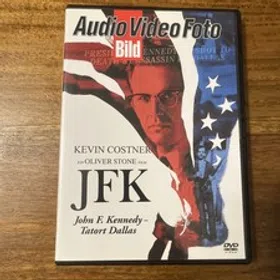 Audio Video Foto
Bild
KEVIN COSTNER
OLIVER STONE
JFK
John F. Kennedy –
Tatort Dallas
DVD